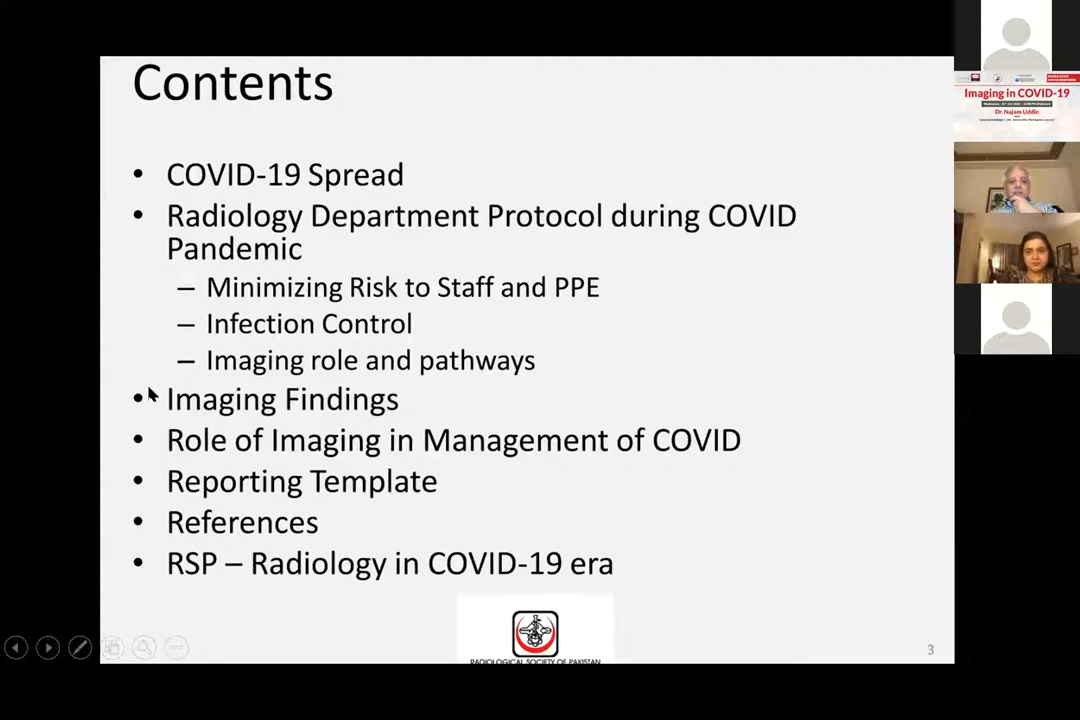 Contents
• COVID-19 Spread
• Radiology Department Protocol during COVID
Pandemic
– Minimizing Risk to Staff and PPE
– Infection Control
– Imaging role and pathways
• Imaging Findings
• Role of Imaging in Management of COVID
• Reporting Template
• References
• RSP – Radiology in COVID-19 era
RADIOLOGICAL SOCIETY OF PAKISTAN
3
Imaging in COVID-19
Dr. Najam Uddin